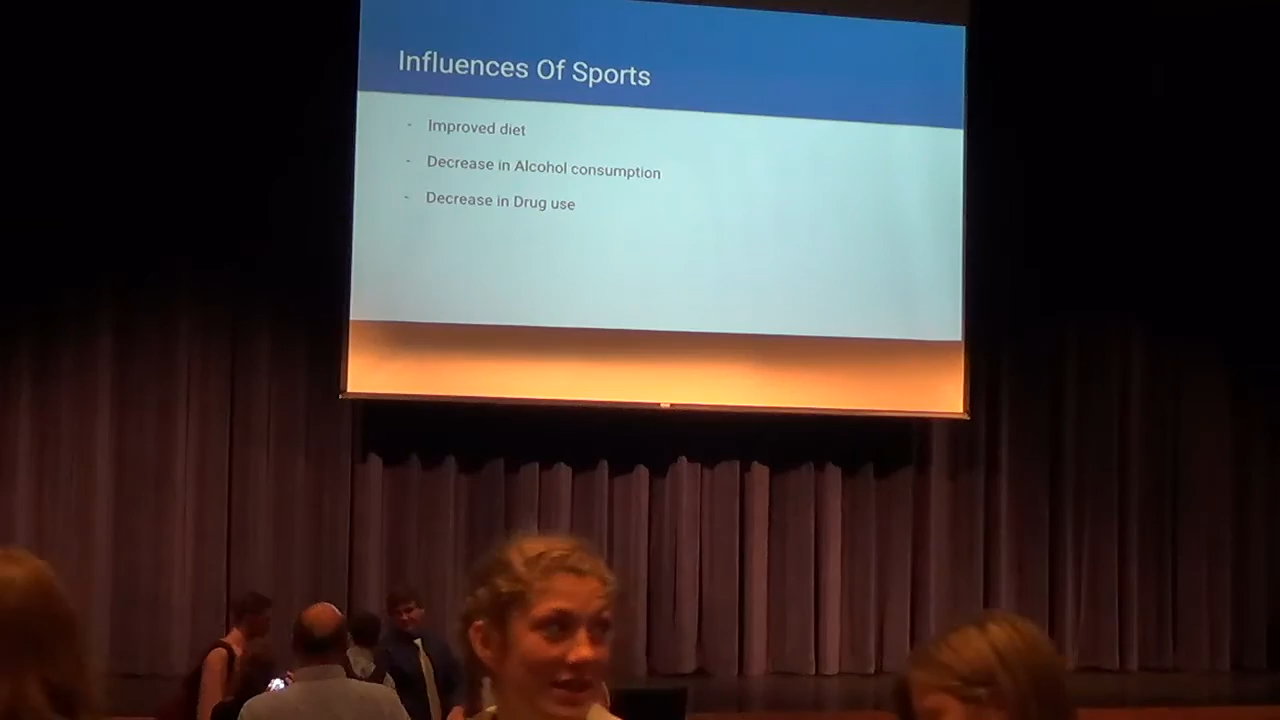 Influences Of Sports
- Improved diet
- Decrease in Alcohol consumption
- Decrease in Drug use